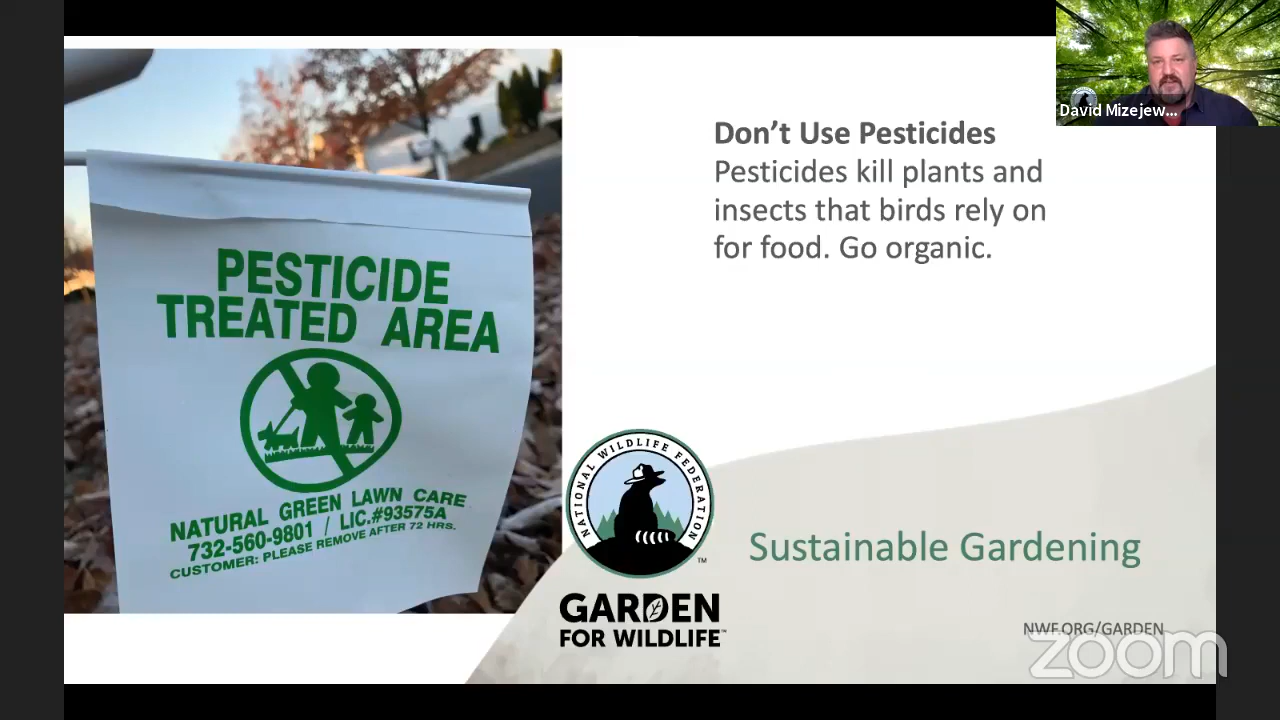 David Mizejew...
Don't Use Pesticides
Pesticides kill plants and
insects that birds rely on
for food. Go organic.
PESTICIDE
TREATED AREA
NATURAL GREEN LAWN CARE
732-560-9801 / LIC.#93575A
CUSTOMER: PLEASE REMOVE AFTER 72 HRS.
NATIONAL WILDLIFE FEDERATION
TM
GARDEN
FOR WILDLIFE™
Sustainable Gardening
NWF.ORG/GARDEN
zoom